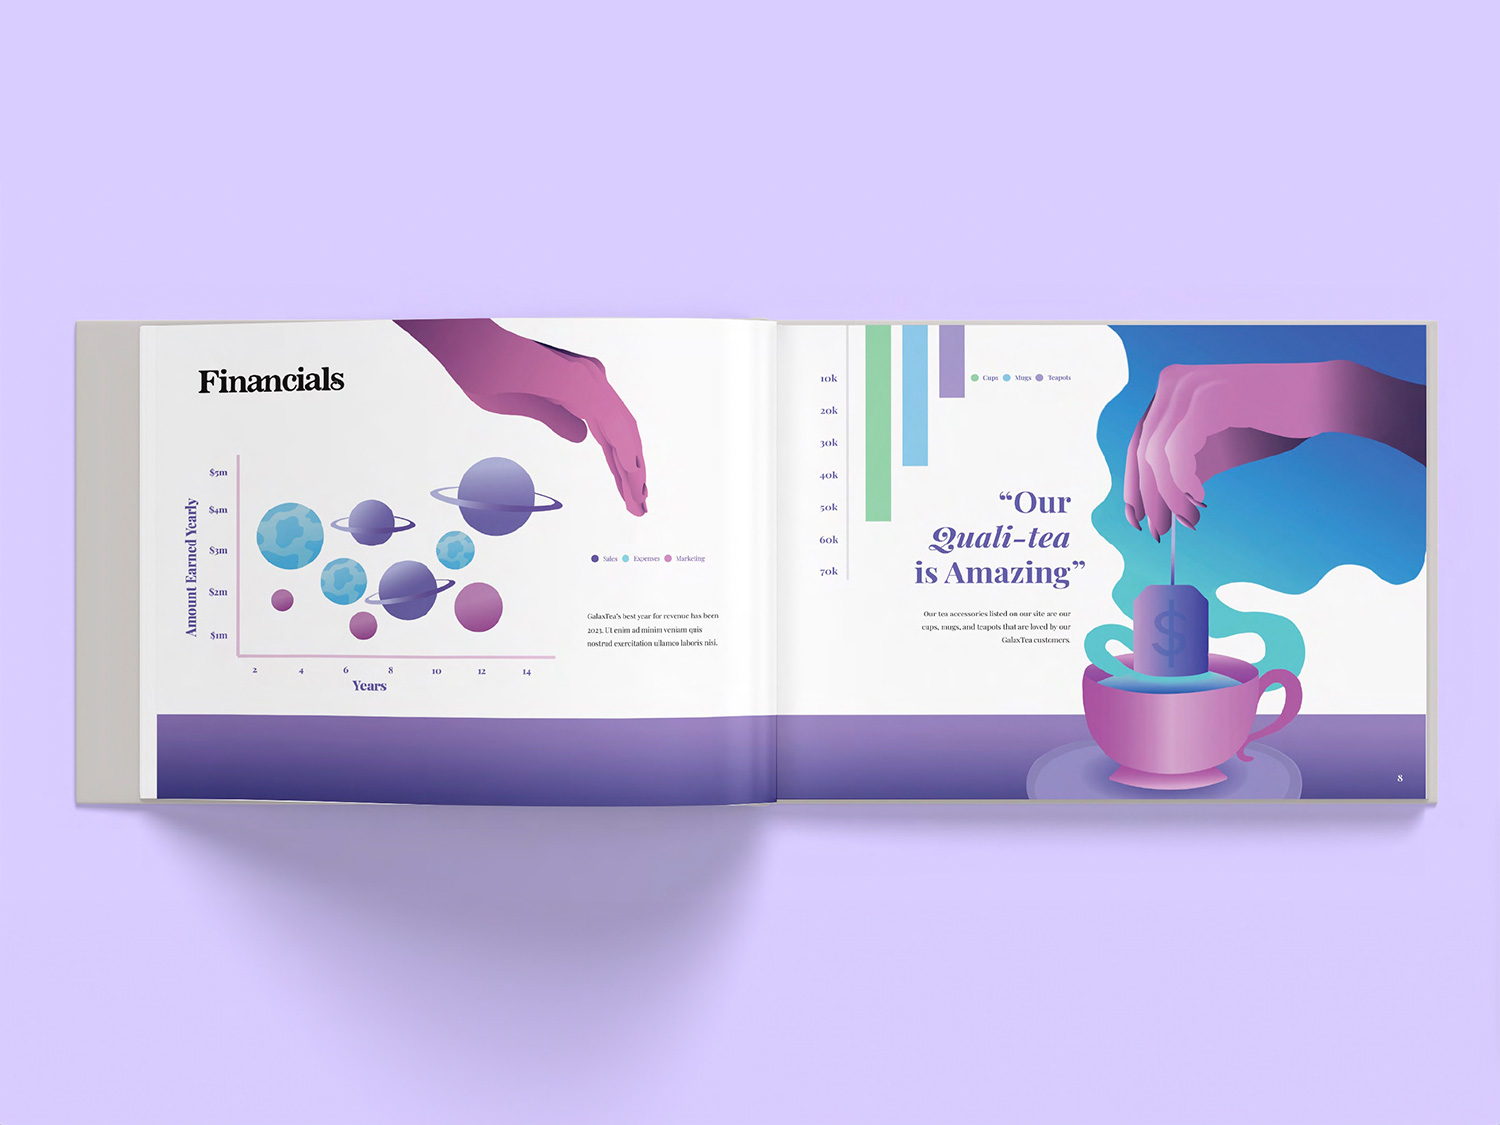 Financials
$5m
$4m
$3m
$2m
$1m
Amount Earned Yearly
2 4 6 8 10 12 14
Years
Sales Expenses Marketing
GalaxTea's best year for revenue has been
2023. Ut enim ad minim veniam quis
nostrud exercitation ullamco laboris nisi.
10k
20k
30k
40k
50k
60k
70k
Cups Mugs Teapots
“Our
Quali-tea
is Amazing”
Our tea accessories listed on our site are our
cups, mugs, and teapots that are loved by our
GalaxTea customers.
$
8